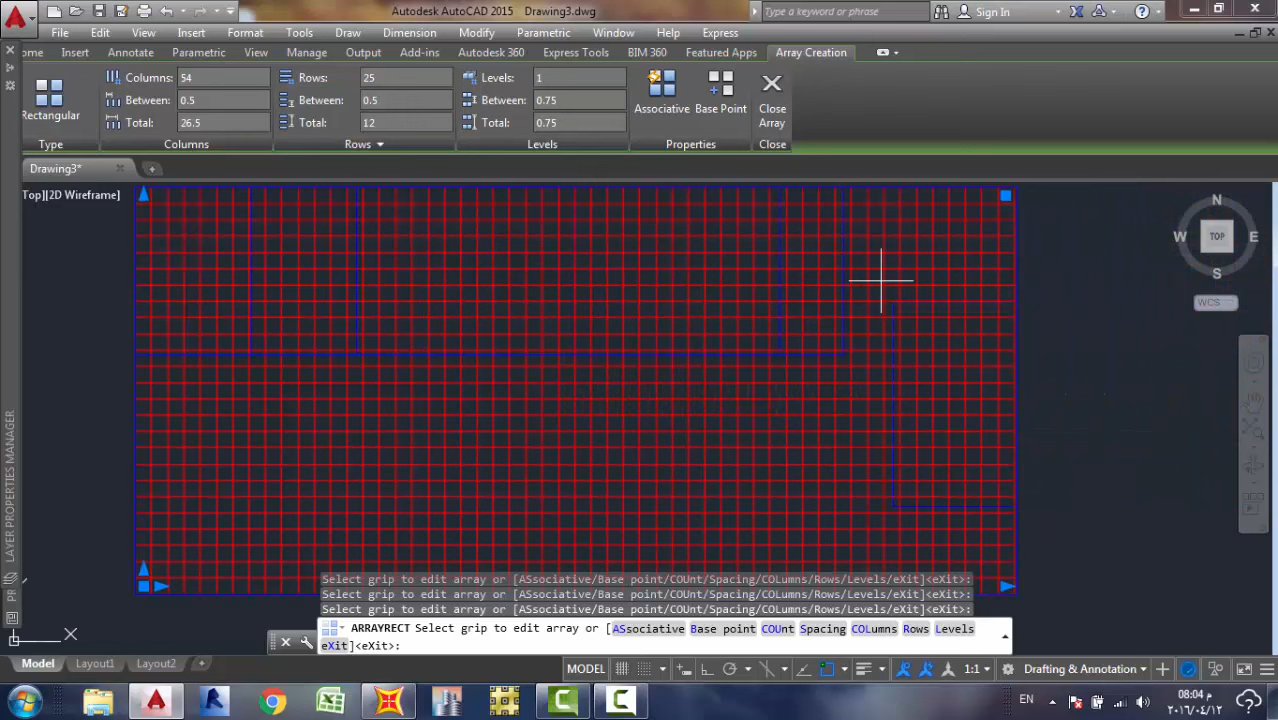 Autodesk AutoCAD 2015 Drawing3.dwg
Type a keyword or phrase
Sign In
File Edit View Insert Format Tools Draw Dimension Modify Parametric Window Help Express
ome Insert Annotate Parametric View Manage Output Add-ins Autodesk 360 Express Tools BIM 360 Featured Apps Array Creation
Columns: 54 Rows: 25 Levels: 1
Between: 0.5 Between: 0.5 Between: 0.75
Total: 26.5 Total: 12 Total: 0.75
Rectangular
Associative Base Point Close
Array
Type Columns Rows Levels Properties Close
Drawing3*
Top][2D Wireframe]
N
W TOP E
S
WCS
LAYER PROPERTIES MANAGER
PR
Select grip to edit array or [ASsociative/Base point/COUnt/Spacing/COLumns/Rows/Levels/eXit]<eXit>:
Select grip to edit array or [ASsociative/Base point/COUnt/Spacing/COLumns/Rows/Levels/eXit]<eXit>:
Select grip to edit array or [ASsociative/Base point/COUnt/Spacing/COLumns/Rows/Levels/eXit]<eXit>:
ARRAYRECT Select grip to edit array or [ASsociative Base point COUnt Spacing COLumns Rows Levels
eXit]<eXit>:
Model Layout1 Layout2 +
MODEL 1:1 Drafting & Annotation
EN
08:04 م
٢٠١٦/٠٤/١٢